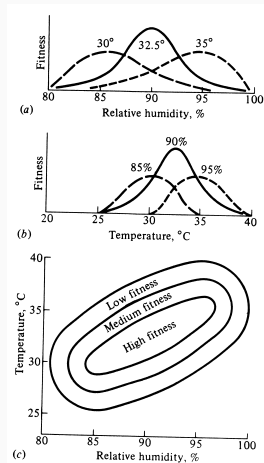 Fitness
30° 32.5° 35°
80 85 90 95 100
(a) Relative humidity, %
Fitness
90%
85% 95%
20 25 30 35 40
(b) Temperature, °C
Temperature, °C
40
35
30
25
Low fitness
Medium fitness
High fitness
80 85 90 95 100
(c) Relative humidity, %